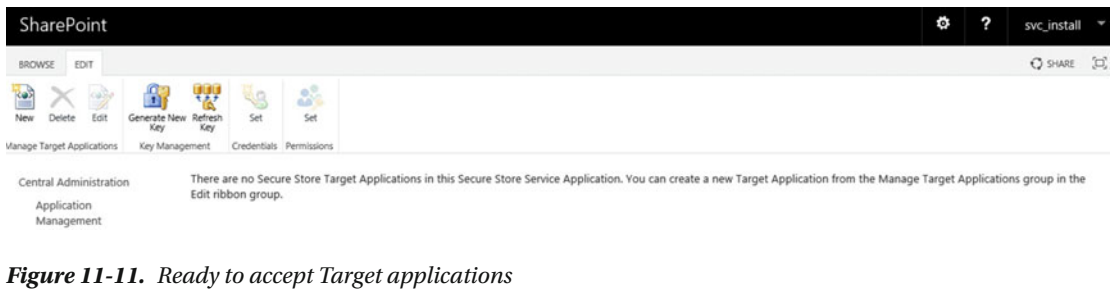 SharePoint
svc_install
BROWSE EDIT
SHARE
New Delete Edit Generate New Key Refresh Key Set Set
Manage Target Applications Key Management Credentials Permissions
Central Administration
Application
Management
There are no Secure Store Target Applications in this Secure Store Service Application. You can create a new Target Application from the Manage Target Applications group in the
Edit ribbon group.
Figure 11-11. Ready to accept Target applications